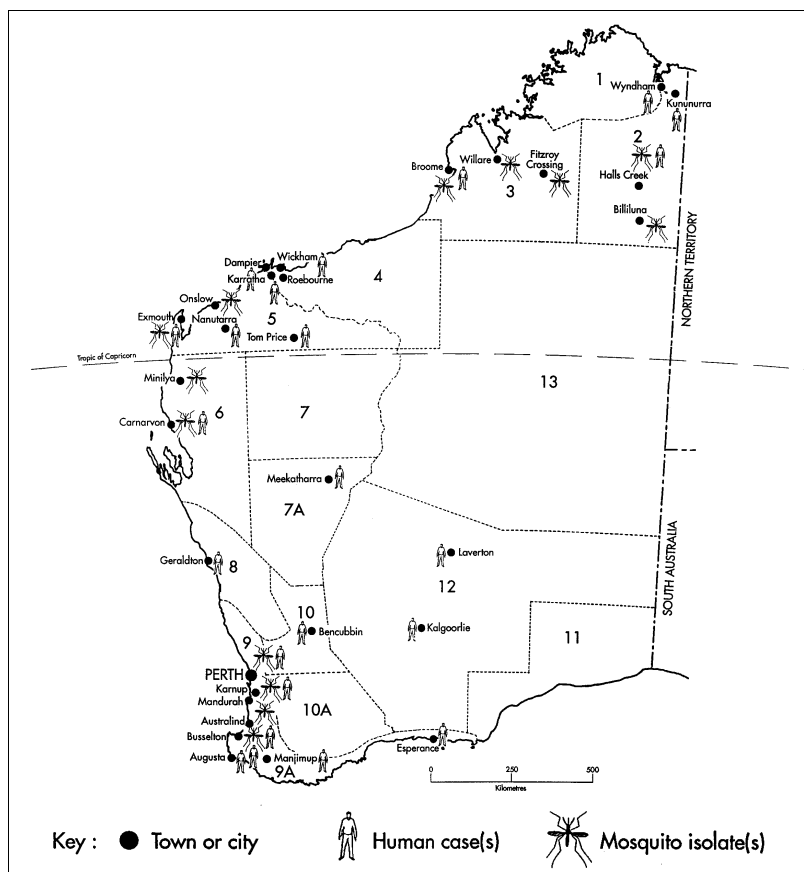 1
Wyndham
Kununurra
2
Broome
Willare
Fitzroy
Crossing
3
Halls Creek
Billiluna
NORTHERN TERRITORY
Dampier
Wickham
Karratha
Roebourne
4
Onslow
5
Exmouth
Nanutarra
Tom Price
Tropic of Capricorn
Minilya
6
7
13
Carnarvon
Meekatharra
7A
Geraldton
8
Laverton
12
SOUTH AUSTRALIA
10
Bencubbin
Kalgoorlie
11
9
PERTH
Karnup
Mandurah
10A
Australind
Busselton
Augusta
Manjimup
9A
Esperance
0 250 500
Kilometres
Key : Town or city Human case(s) Mosquito isolate(s)